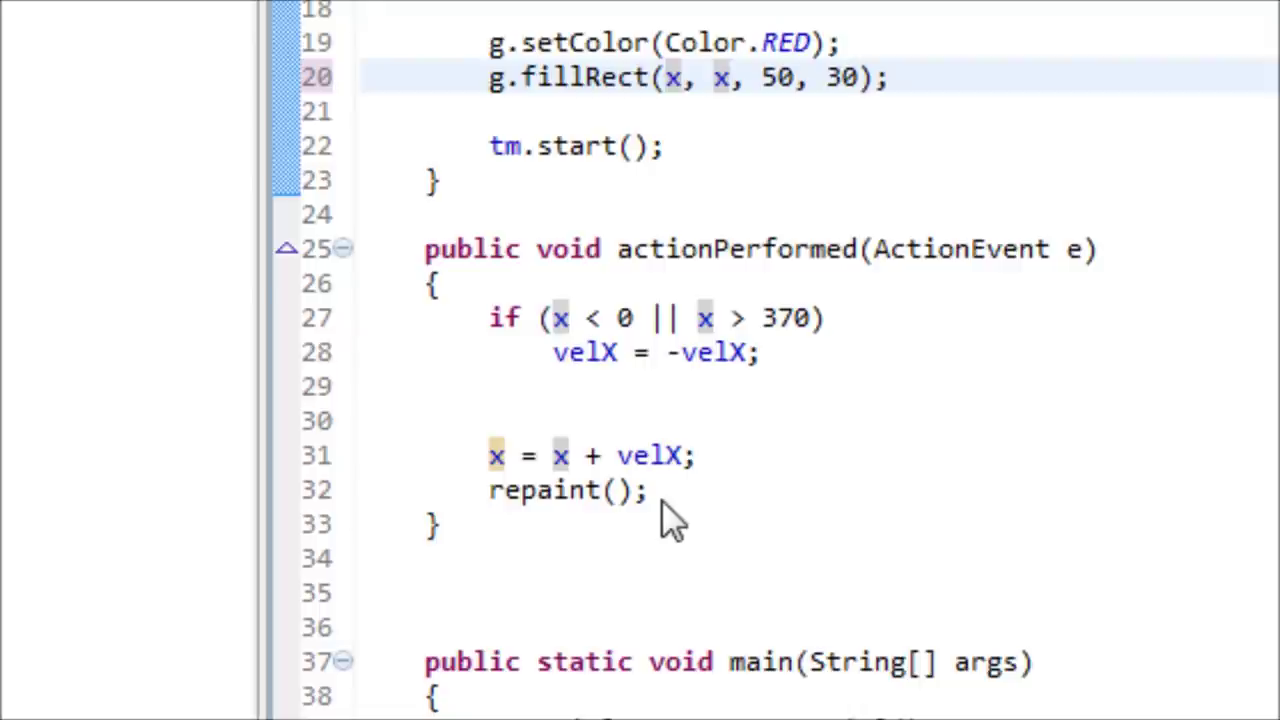 18
19 g.setColor(Color.RED);
20 g.fillRect(x, x, 50, 30);
21
22 tm.start();
23 }
24
25 public void actionPerformed(ActionEvent e)
26 {
27 if (x < 0 || x > 370)
28 velX = -velX;
29
30
31 x = x + velX;
32 repaint();
33 }
34
35
36
37 public static void main(String[] args)
38 {